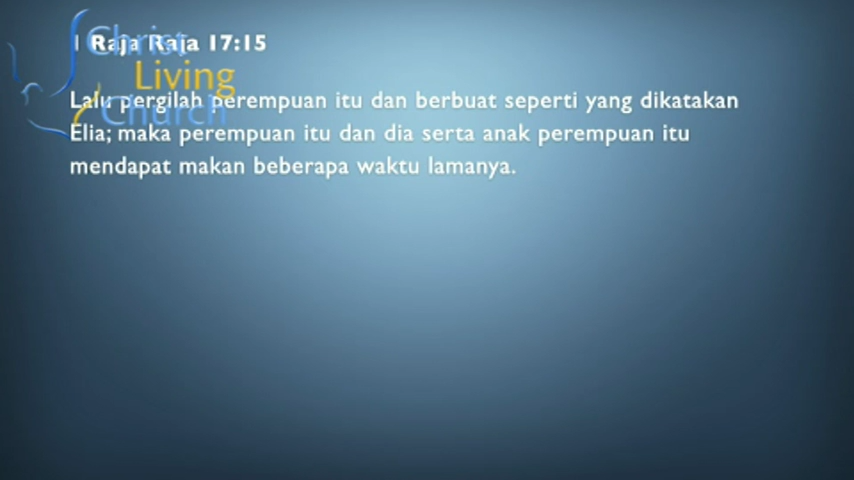 1 Raja Raja 17:15
Christ
Living
Church
Lalu pergilah perempuan itu dan berbuat seperti yang dikatakan
Elia; maka perempuan itu dan dia serta anak perempuan itu
mendapat makan beberapa waktu lamanya.